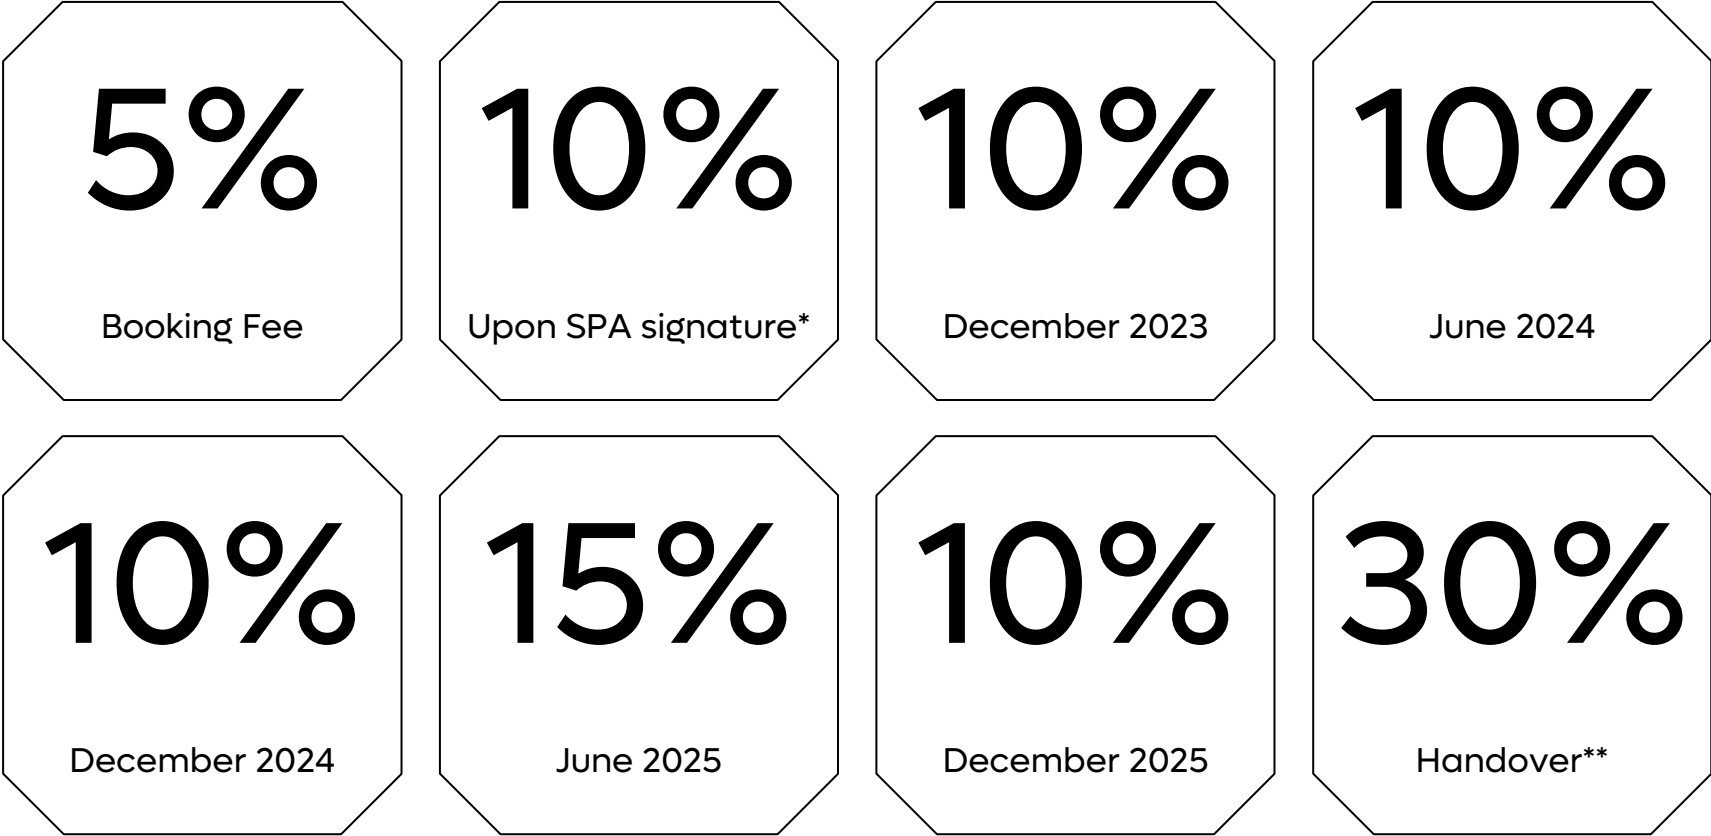 5%
Booking Fee
10%
Upon SPA signature*
10%
December 2023
10%
June 2024
10%
December 2024
15%
June 2025
10%
December 2025
30%
Handover**